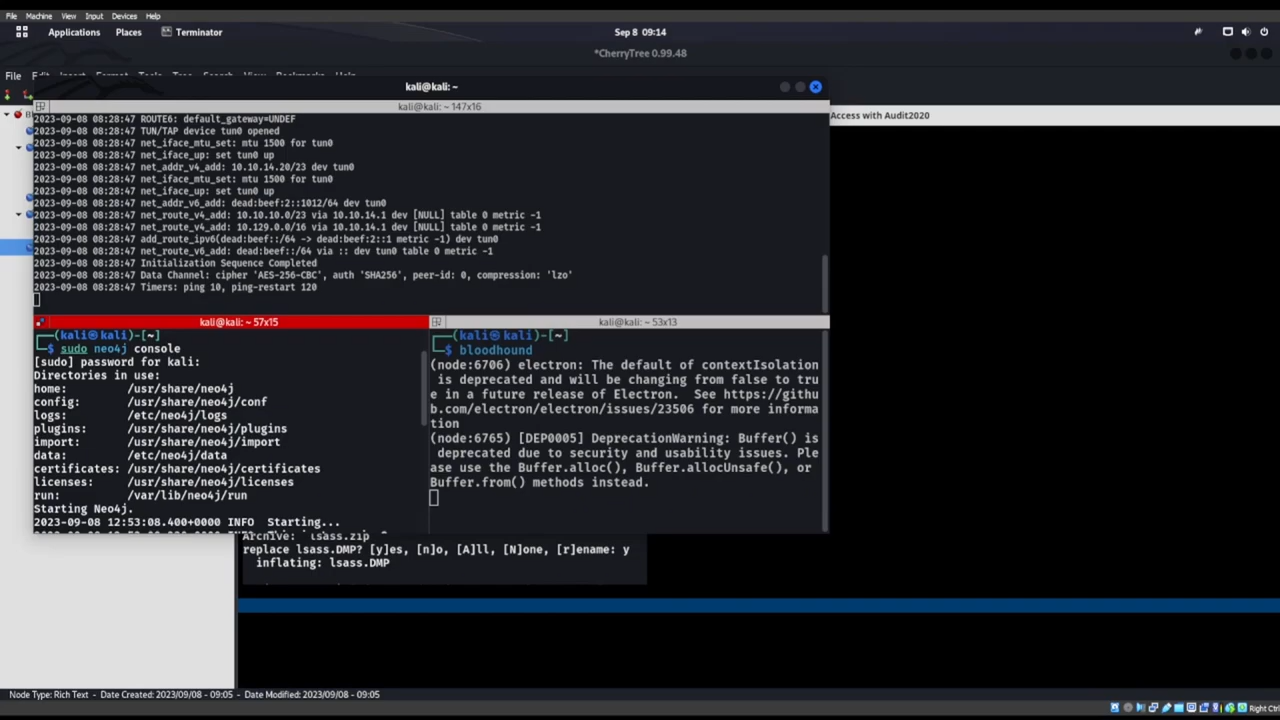 File Machine View Input Devices Help
Applications Places Terminator Sep 8 09:14
*CherryTree 0.99.48
File Edit Insert Format Tools Tree Search View Bookmarks Help
kali@kali: ~
kali@kali: ~ 147x16
Access with Audit2020
2023-09-08 08:28:47 ROUTE6: default_gateway=UNDEF
2023-09-08 08:28:47 TUN/TAP device tun0 opened
2023-09-08 08:28:47 net_iface_mtu_set: mtu 1500 for tun0
2023-09-08 08:28:47 net_iface_up: set tun0 up
2023-09-08 08:28:47 net_addr_v4_add: 10.10.14.20/23 dev tun0
2023-09-08 08:28:47 net_iface_mtu_set: mtu 1500 for tun0
2023-09-08 08:28:47 net_iface_up: set tun0 up
2023-09-08 08:28:47 net_addr_v6_add: dead:beef:2::1012/64 dev tun0
2023-09-08 08:28:47 net_route_v4_add: 10.10.10.0/23 via 10.10.14.1 dev [NULL] table 0 metric -1
2023-09-08 08:28:47 net_route_v4_add: 10.129.0.0/16 via 10.10.14.1 dev [NULL] table 0 metric -1
2023-09-08 08:28:47 add_route_ipv6(dead:beef::/64 -> dead:beef:2::1 metric -1) dev tun0
2023-09-08 08:28:47 net_route_v6_add: dead:beef::/64 via :: dev tun0 table 0 metric -1
2023-09-08 08:28:47 Initialization Sequence Completed
2023-09-08 08:28:47 Data Channel: cipher 'AES-256-CBC', auth 'SHA256', peer-id: 0, compression: 'lzo'
2023-09-08 08:28:47 Timers: ping 10, ping-restart 120
kali@kali: ~ 57x15
(kali㉿kali)-[~]
$ sudo neo4j console
[sudo] password for kali:
Directories in use:
home: /usr/share/neo4j
config: /usr/share/neo4j/conf
logs: /etc/neo4j/logs
plugins: /usr/share/neo4j/plugins
import: /usr/share/neo4j/import
data: /etc/neo4j/data
certificates: /usr/share/neo4j/certificates
licenses: /usr/share/neo4j/licenses
run: /var/lib/neo4j/run
Starting Neo4j.
2023-09-08 12:53:08.400+0000 INFO Starting...
kali@kali: ~ 53x13
(kali㉿kali)-[~]
$ bloodhound
(node:6706) electron: The default of contextIsolation
is deprecated and will be changing from false to tru
e in a future release of Electron. See https://githu
b.com/electron/electron/issues/23506 for more informa
tion
(node:6765) [DEP0005] DeprecationWarning: Buffer() is
deprecated due to security and usability issues. Ple
ase use the Buffer.alloc(), Buffer.allocUnsafe(), or
Buffer.from() methods instead.
Archive: lsass.zip
replace lsass.DMP? [y]es, [n]o, [A]ll, [N]one, [r]ename: y
inflating: lsass.DMP
Node Type: Rich Text - Date Created: 2023/09/08 - 09:05 - Date Modified: 2023/09/08 - 09:05
Right Ctrl